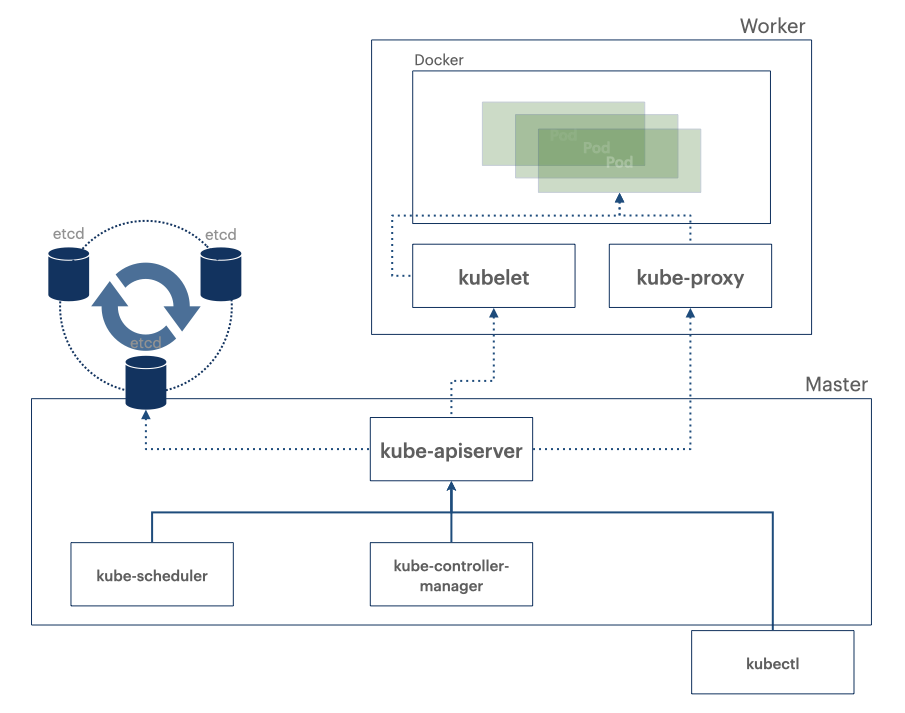 Worker
Docker
Pod
Pod
Pod
etcd
etcd
kubelet
kube-proxy
etcd
Master
kube-apiserver
kube-scheduler
kube-controller-
manager
kubectl